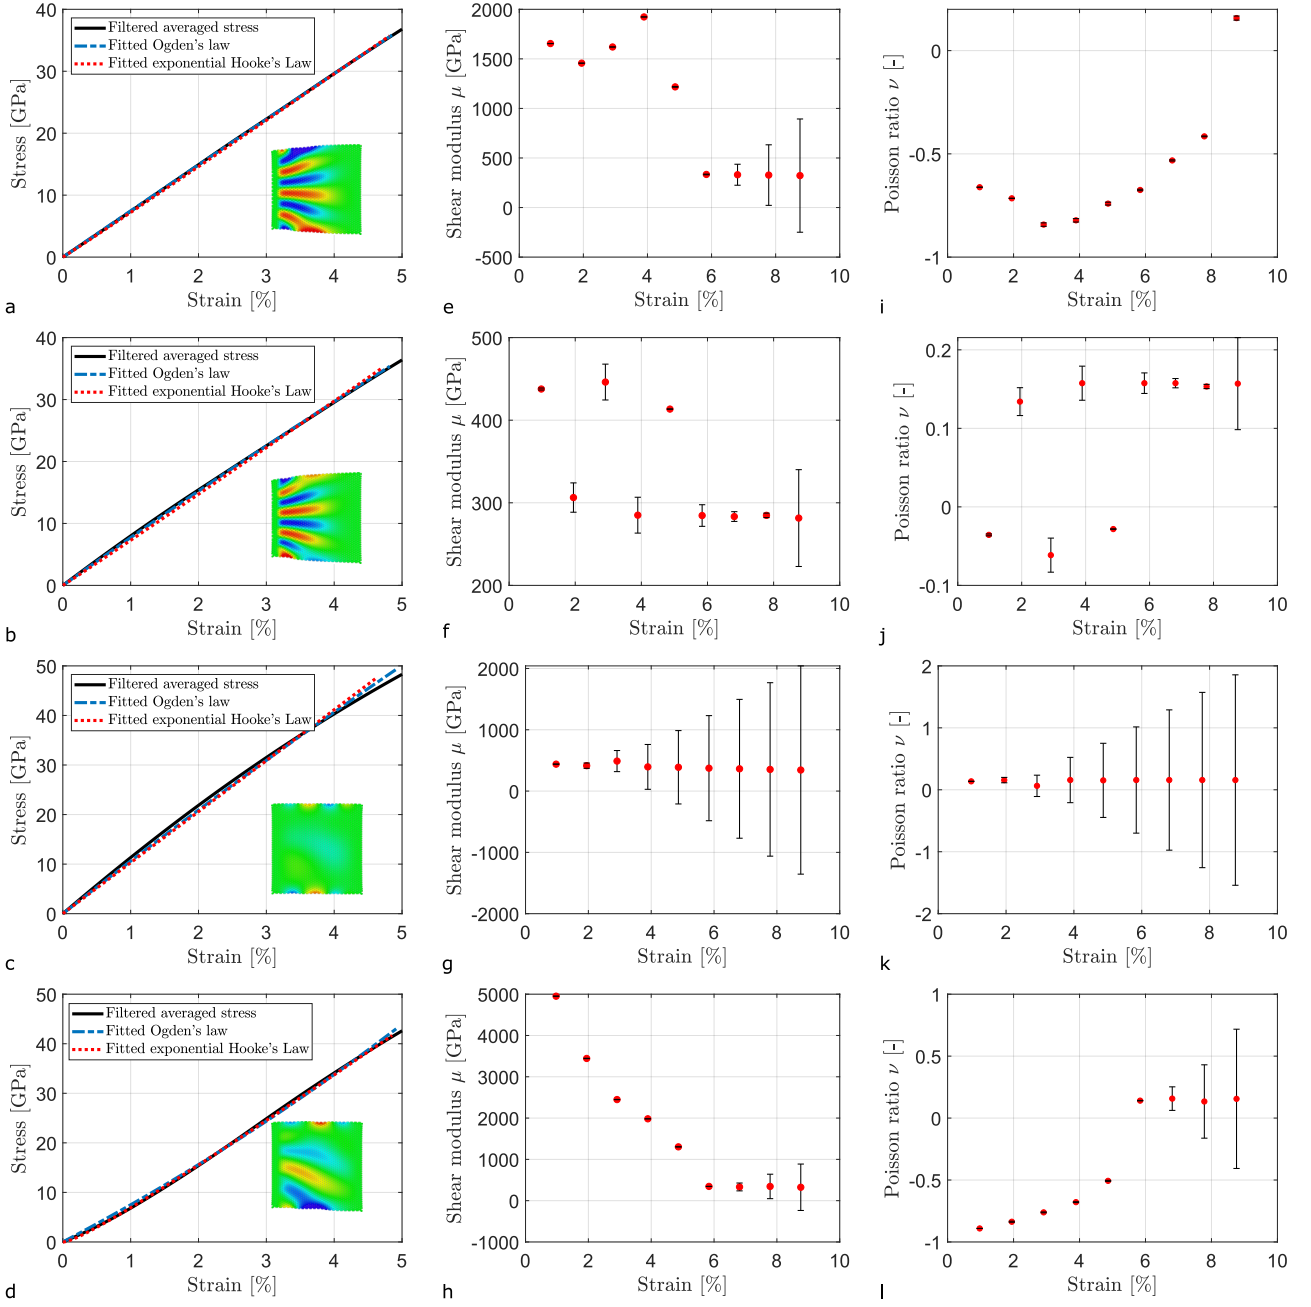 Filtered averaged stress
Fitted Ogden's law
Fitted exponential Hooke's Law
Stress [GPa]
40
30
20
10
0
0 1 2 3 4 5
Strain [%]
a
Shear modulus μ [GPa]
2000
1500
1000
500
0
-500
0 2 4 6 8 10
Strain [%]
e
Poisson ratio ν [-]
0
-0.5
-1
0 2 4 6 8 10
Strain [%]
i
Filtered averaged stress
Fitted Ogden's law
Fitted exponential Hooke's Law
Stress [GPa]
40
30
20
10
0
0 1 2 3 4 5
Strain [%]
b
Shear modulus μ [GPa]
500
400
300
200
0 2 4 6 8 10
Strain [%]
f
Poisson ratio ν [-]
0.2
0.1
0
-0.1
0 2 4 6 8 10
Strain [%]
j
Filtered averaged stress
Fitted Ogden's law
Fitted exponential Hooke's Law
Stress [GPa]
50
40
30
20
10
0
0 1 2 3 4 5
Strain [%]
c
Shear modulus μ [GPa]
2000
1000
0
-1000
-2000
0 2 4 6 8 10
Strain [%]
g
Poisson ratio ν [-]
2
1
0
-1
-2
0 2 4 6 8 10
Strain [%]
k
Filtered averaged stress
Fitted Ogden's law
Fitted exponential Hooke's Law
Stress [GPa]
50
40
30
20
10
0
0 1 2 3 4 5
Strain [%]
d
Shear modulus μ [GPa]
5000
4000
3000
2000
1000
0
-1000
0 2 4 6 8 10
Strain [%]
h
Poisson ratio ν [-]
1
0.5
0
-0.5
-1
0 2 4 6 8 10
Strain [%]
l